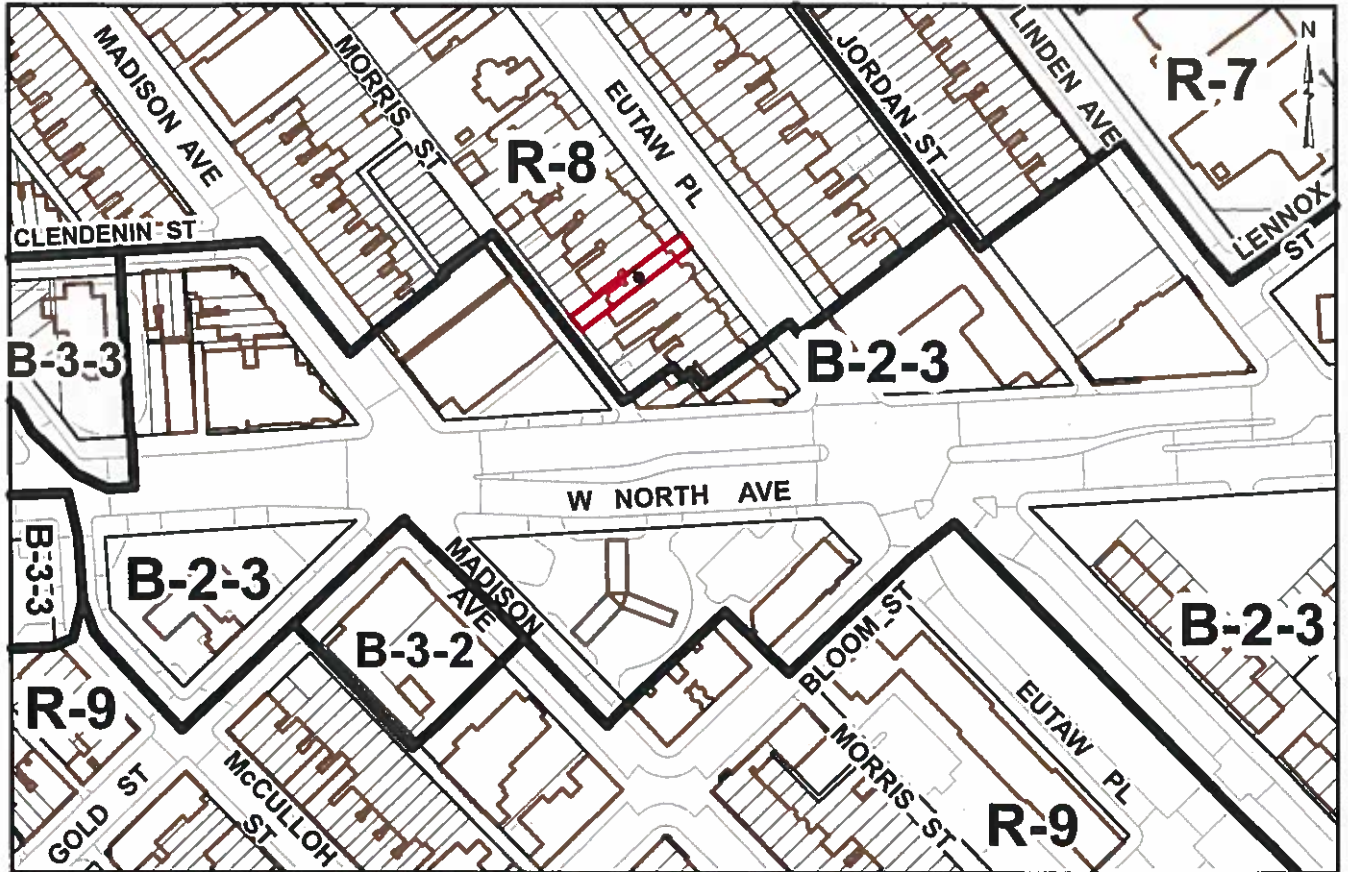 MADISON AVE
MORRIS ST
EUTAW PL
JORDAN ST
LINDEN AVE
N
R-7
R-8
LENNOX
ST
CLENDENIN ST
B-3-3
B-2-3
W NORTH AVE
B-3-3
B-2-3
MADISON
AVE
B-3-2
BLOOM ST
B-2-3
R-9
EUTAW PL
MORRIS ST
McCULLOH
ST
GOLD ST
R-9